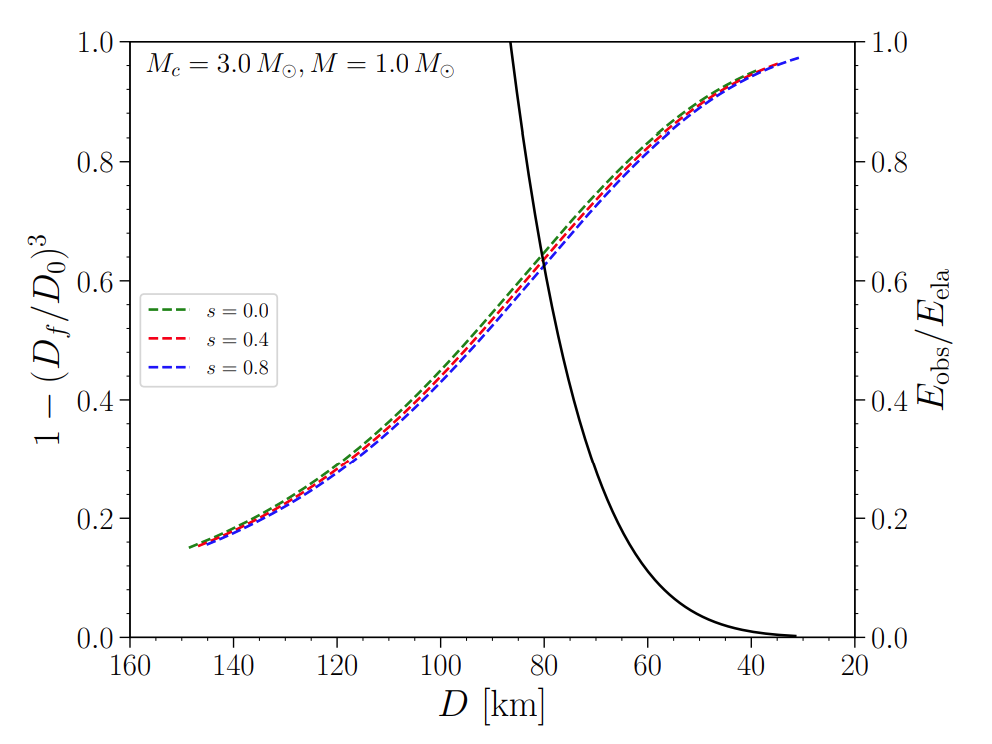 M_c = 3.0 M_⊙, M = 1.0 M_⊙
1.0
0.8
0.6
0.4
0.2
0.0
1 − (D_f/D_0)^3
s = 0.0
s = 0.4
s = 0.8
1.0
0.8
0.6
0.4
0.2
0.0
E_obs/E_ela
160 140 120 100 80 60 40 20
D [km]